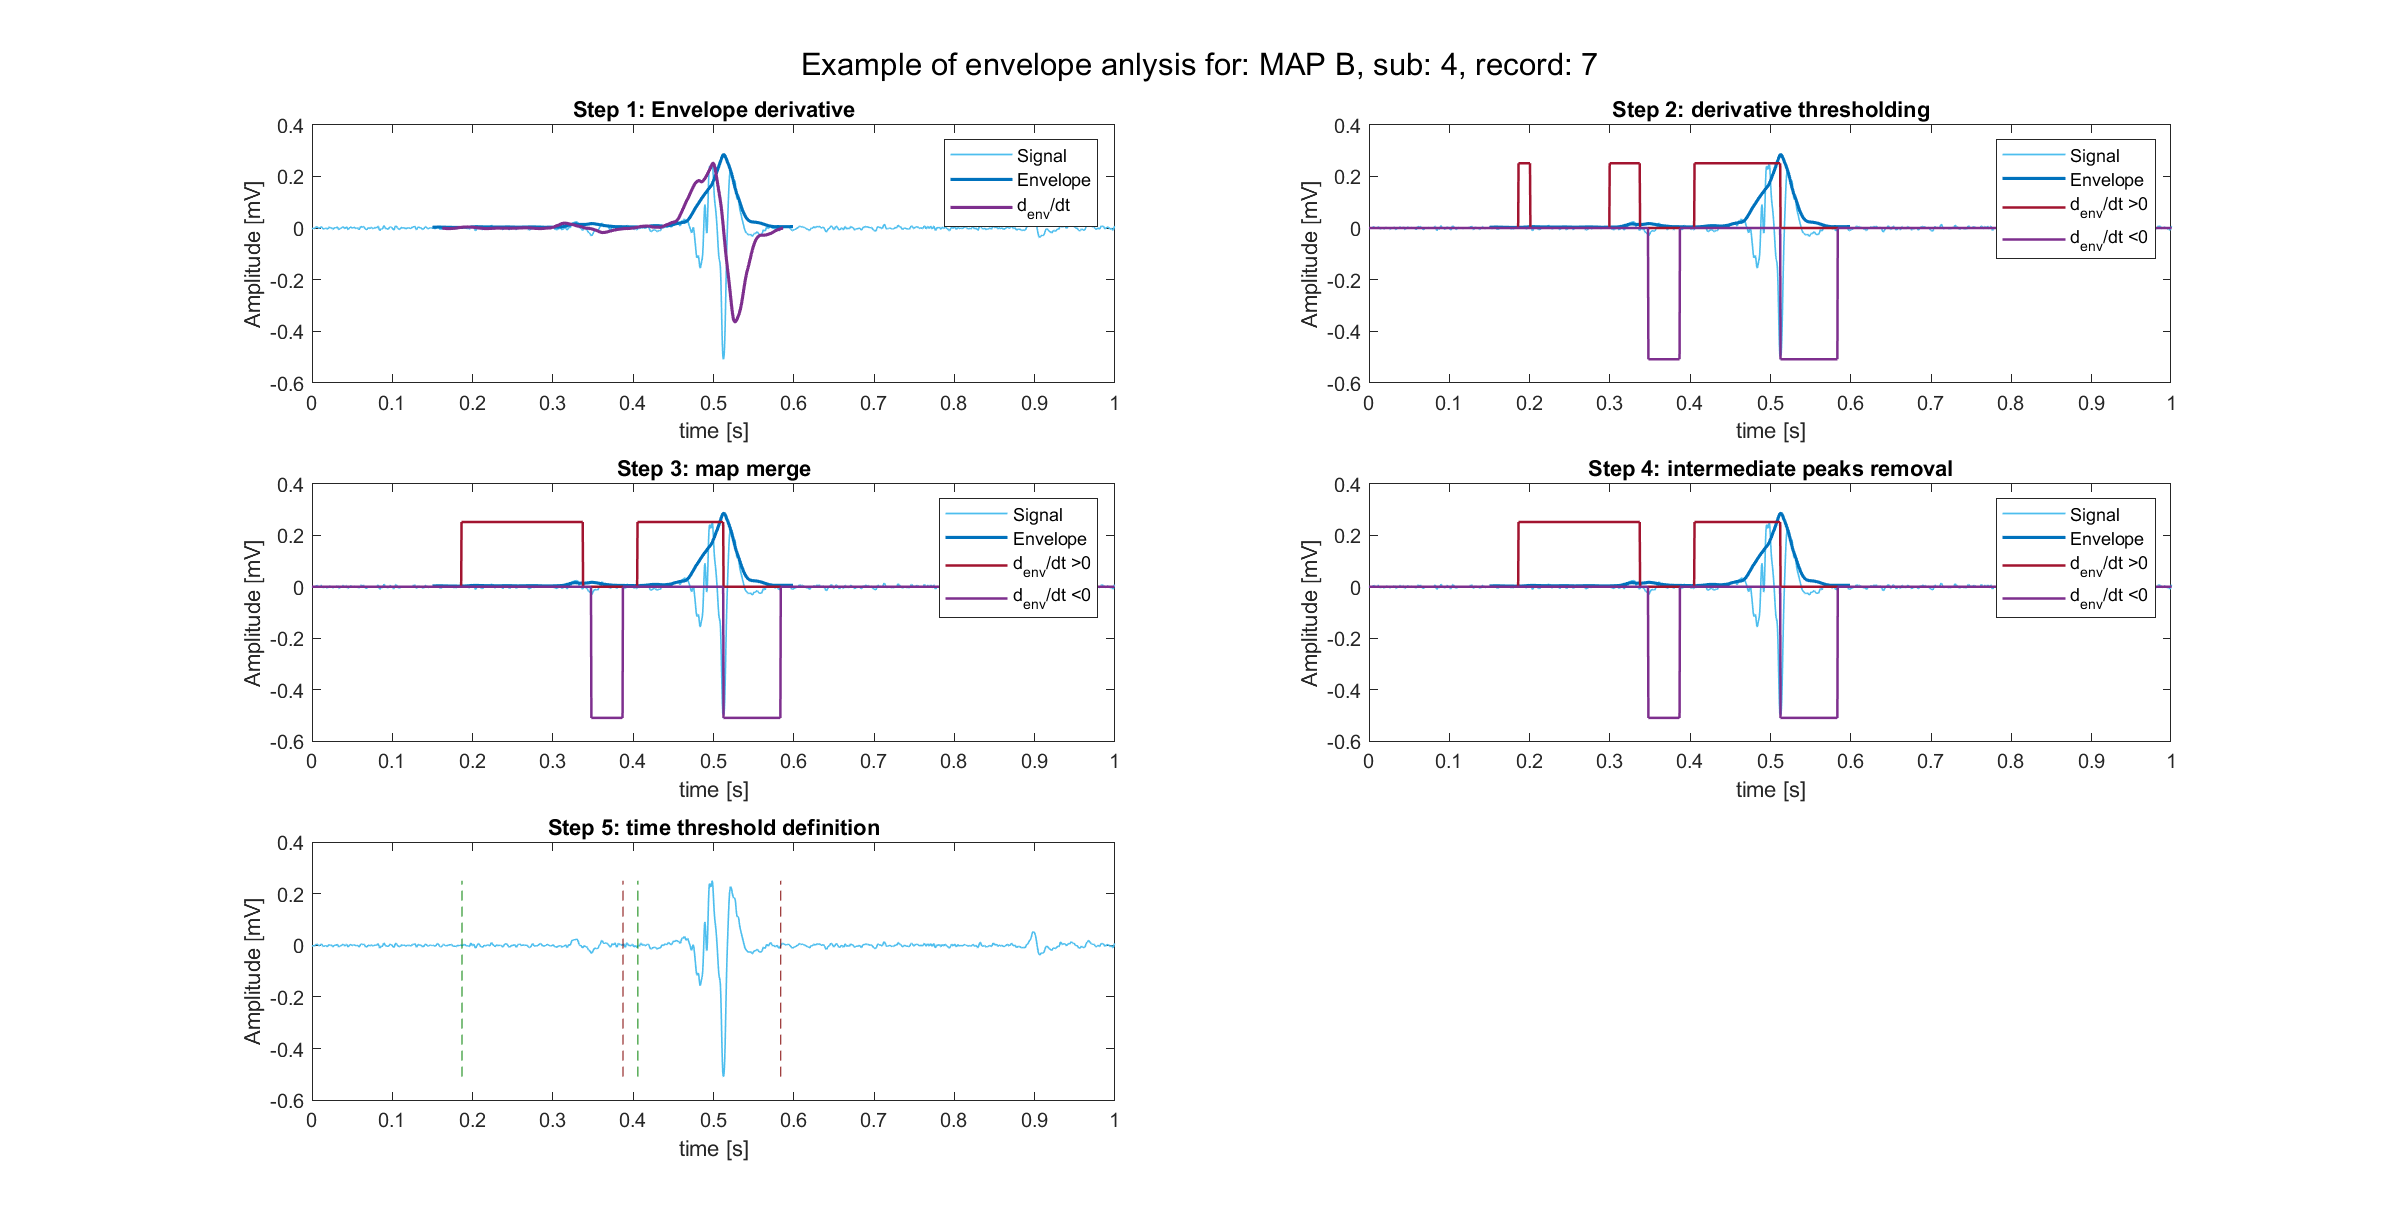 Example of envelope anlysis for: MAP B, sub: 4, record: 7
Step 1: Envelope derivative
0.4
0.2
0
-0.2
-0.4
-0.6
Amplitude [mV]
0 0.1 0.2 0.3 0.4 0.5 0.6 0.7 0.8 0.9 1
time [s]
Signal
Envelope
d_env/dt
Step 2: derivative thresholding
0.4
0.2
0
-0.2
-0.4
-0.6
Amplitude [mV]
0 0.1 0.2 0.3 0.4 0.5 0.6 0.7 0.8 0.9 1
time [s]
Signal
Envelope
d_env/dt >0
d_env/dt <0
Step 3: map merge
0.4
0.2
0
-0.2
-0.4
-0.6
Amplitude [mV]
0 0.1 0.2 0.3 0.4 0.5 0.6 0.7 0.8 0.9 1
time [s]
Signal
Envelope
d_env/dt >0
d_env/dt <0
Step 4: intermediate peaks removal
0.4
0.2
0
-0.2
-0.4
-0.6
Amplitude [mV]
0 0.1 0.2 0.3 0.4 0.5 0.6 0.7 0.8 0.9 1
time [s]
Signal
Envelope
d_env/dt >0
d_env/dt <0
Step 5: time threshold definition
0.4
0.2
0
-0.2
-0.4
-0.6
Amplitude [mV]
0 0.1 0.2 0.3 0.4 0.5 0.6 0.7 0.8 0.9 1
time [s]